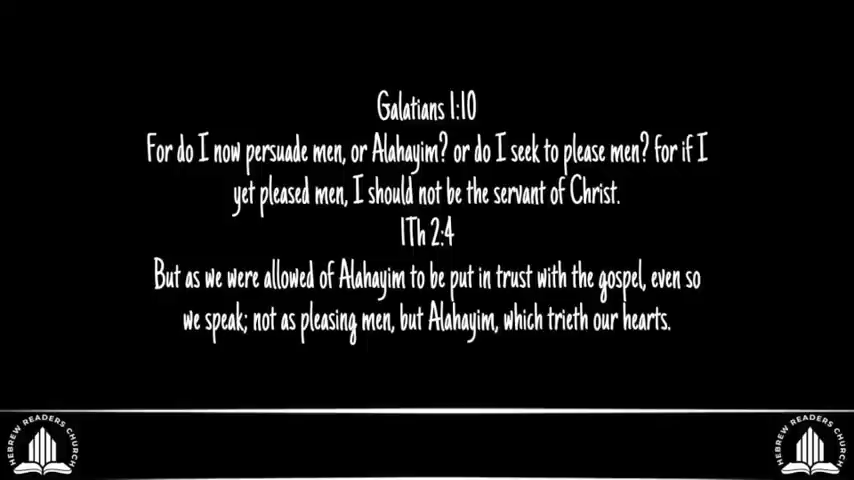 Galatians 1:10
For do I now persuade men, or Alahayim? or do I seek to please men? for if I
yet pleased men, I should not be the servant of Christ.
1Th 2:4
But as we were allowed of Alahayim to be put in trust with the gospel, even so
we speak; not as pleasing men, but Alahayim, which trieth our hearts.
HEBREW READERS CHURCH
HEBREW READERS CHURCH